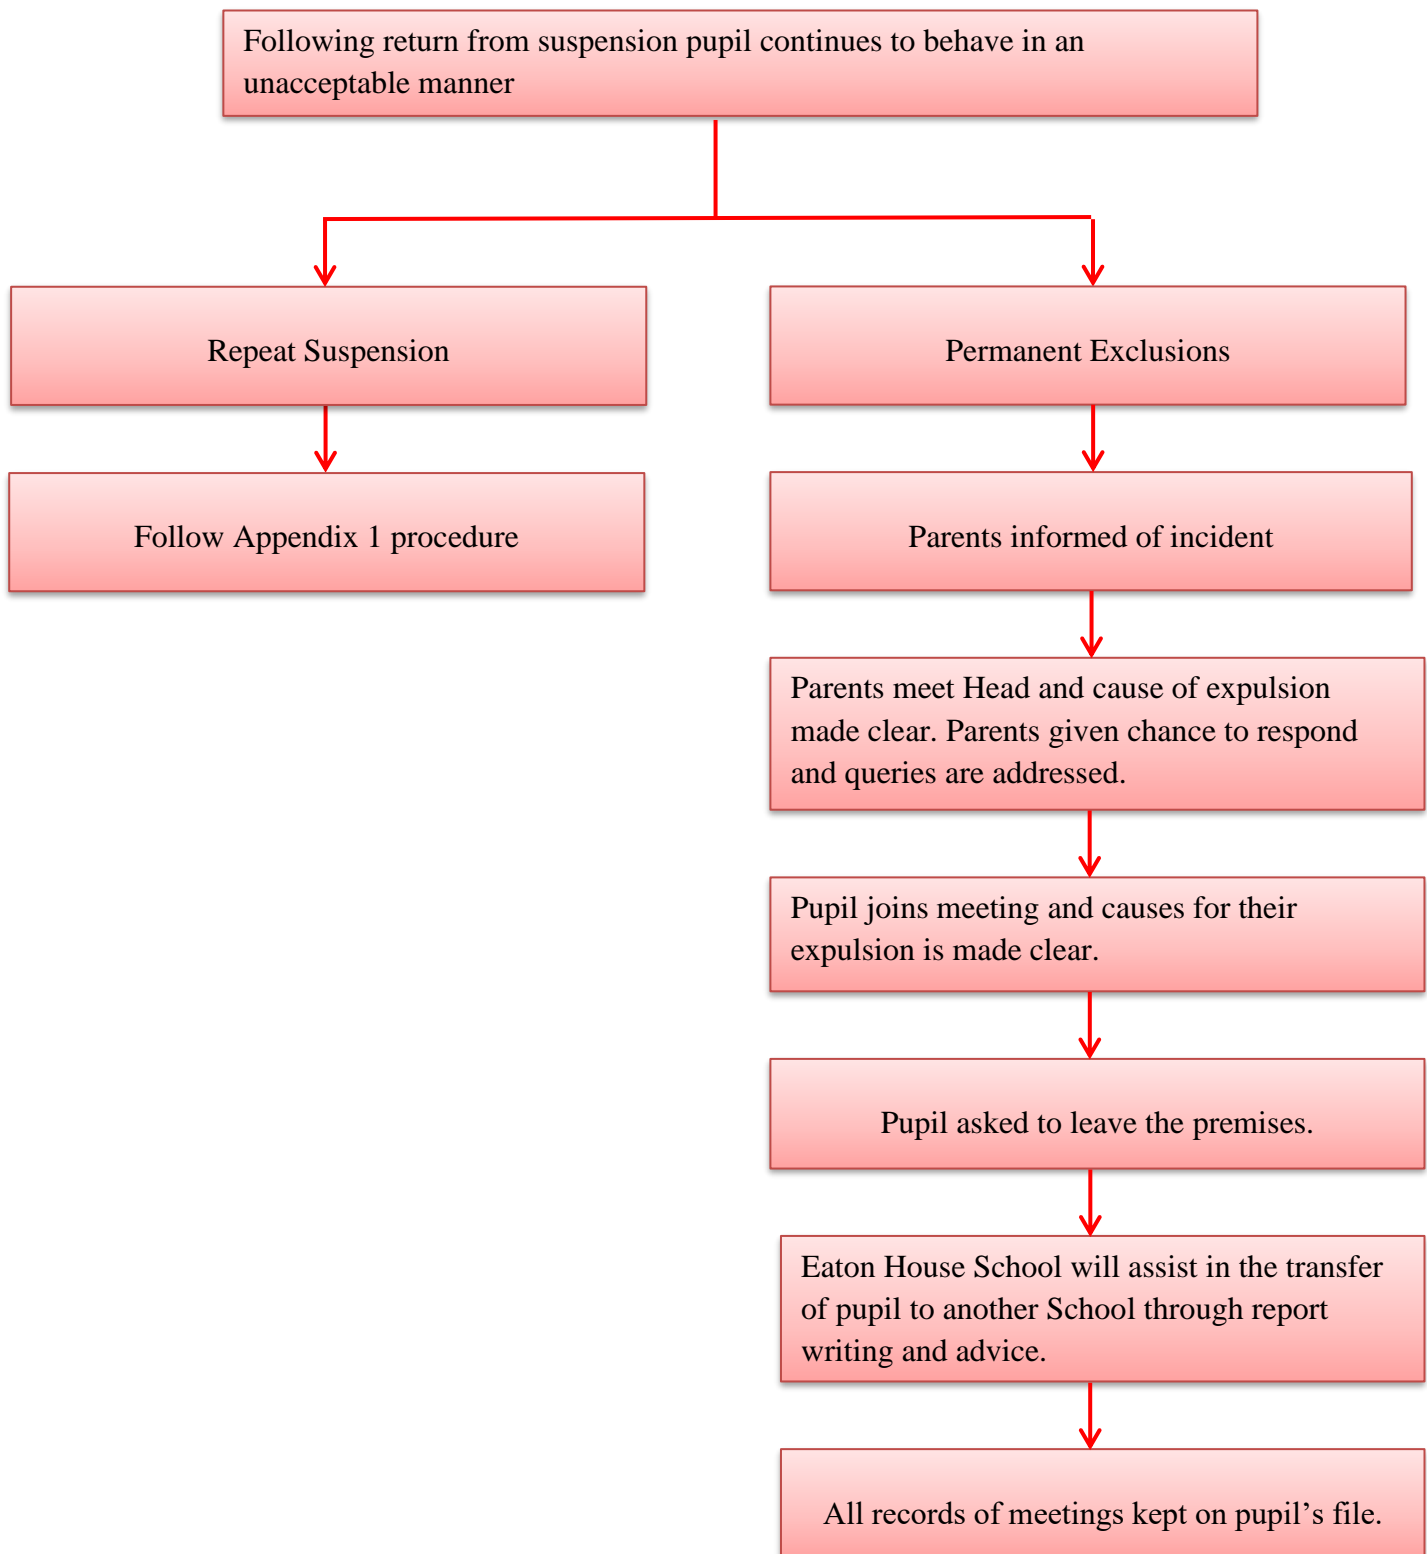 Following return from suspension pupil continues to behave in an
unacceptable manner
Repeat Suspension
Permanent Exclusions
Follow Appendix 1 procedure
Parents informed of incident
Parents meet Head and cause of expulsion
made clear. Parents given chance to respond
and queries are addressed.
Pupil joins meeting and causes for their
expulsion is made clear.
Pupil asked to leave the premises.
Eaton House School will assist in the transfer
of pupil to another School through report
writing and advice.
All records of meetings kept on pupil’s file.